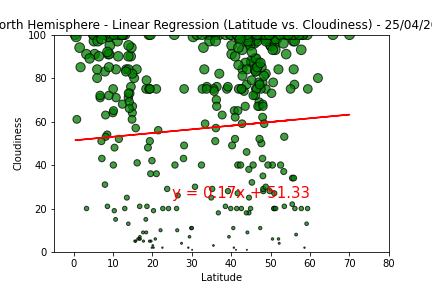 orth Hemisphere - Linear Regression (Latitude vs. Cloudiness) - 25/04/20
100
80
60
40
20
0
Cloudiness
y = 0.17x + 51.33
0 10 20 30 40 50 60 70 80
Latitude